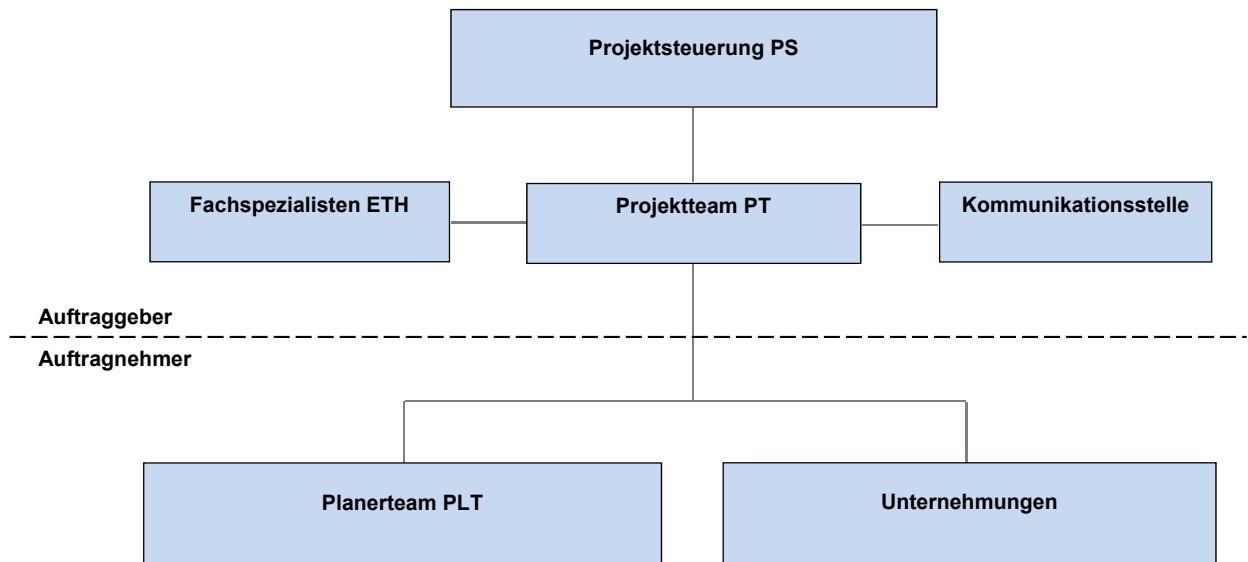 Projektsteuerung PS
Fachspezialisten ETH
Projektteam PT
Kommunikationsstelle
Auftraggeber
Auftragnehmer
Planerteam PLT
Unternehmungen